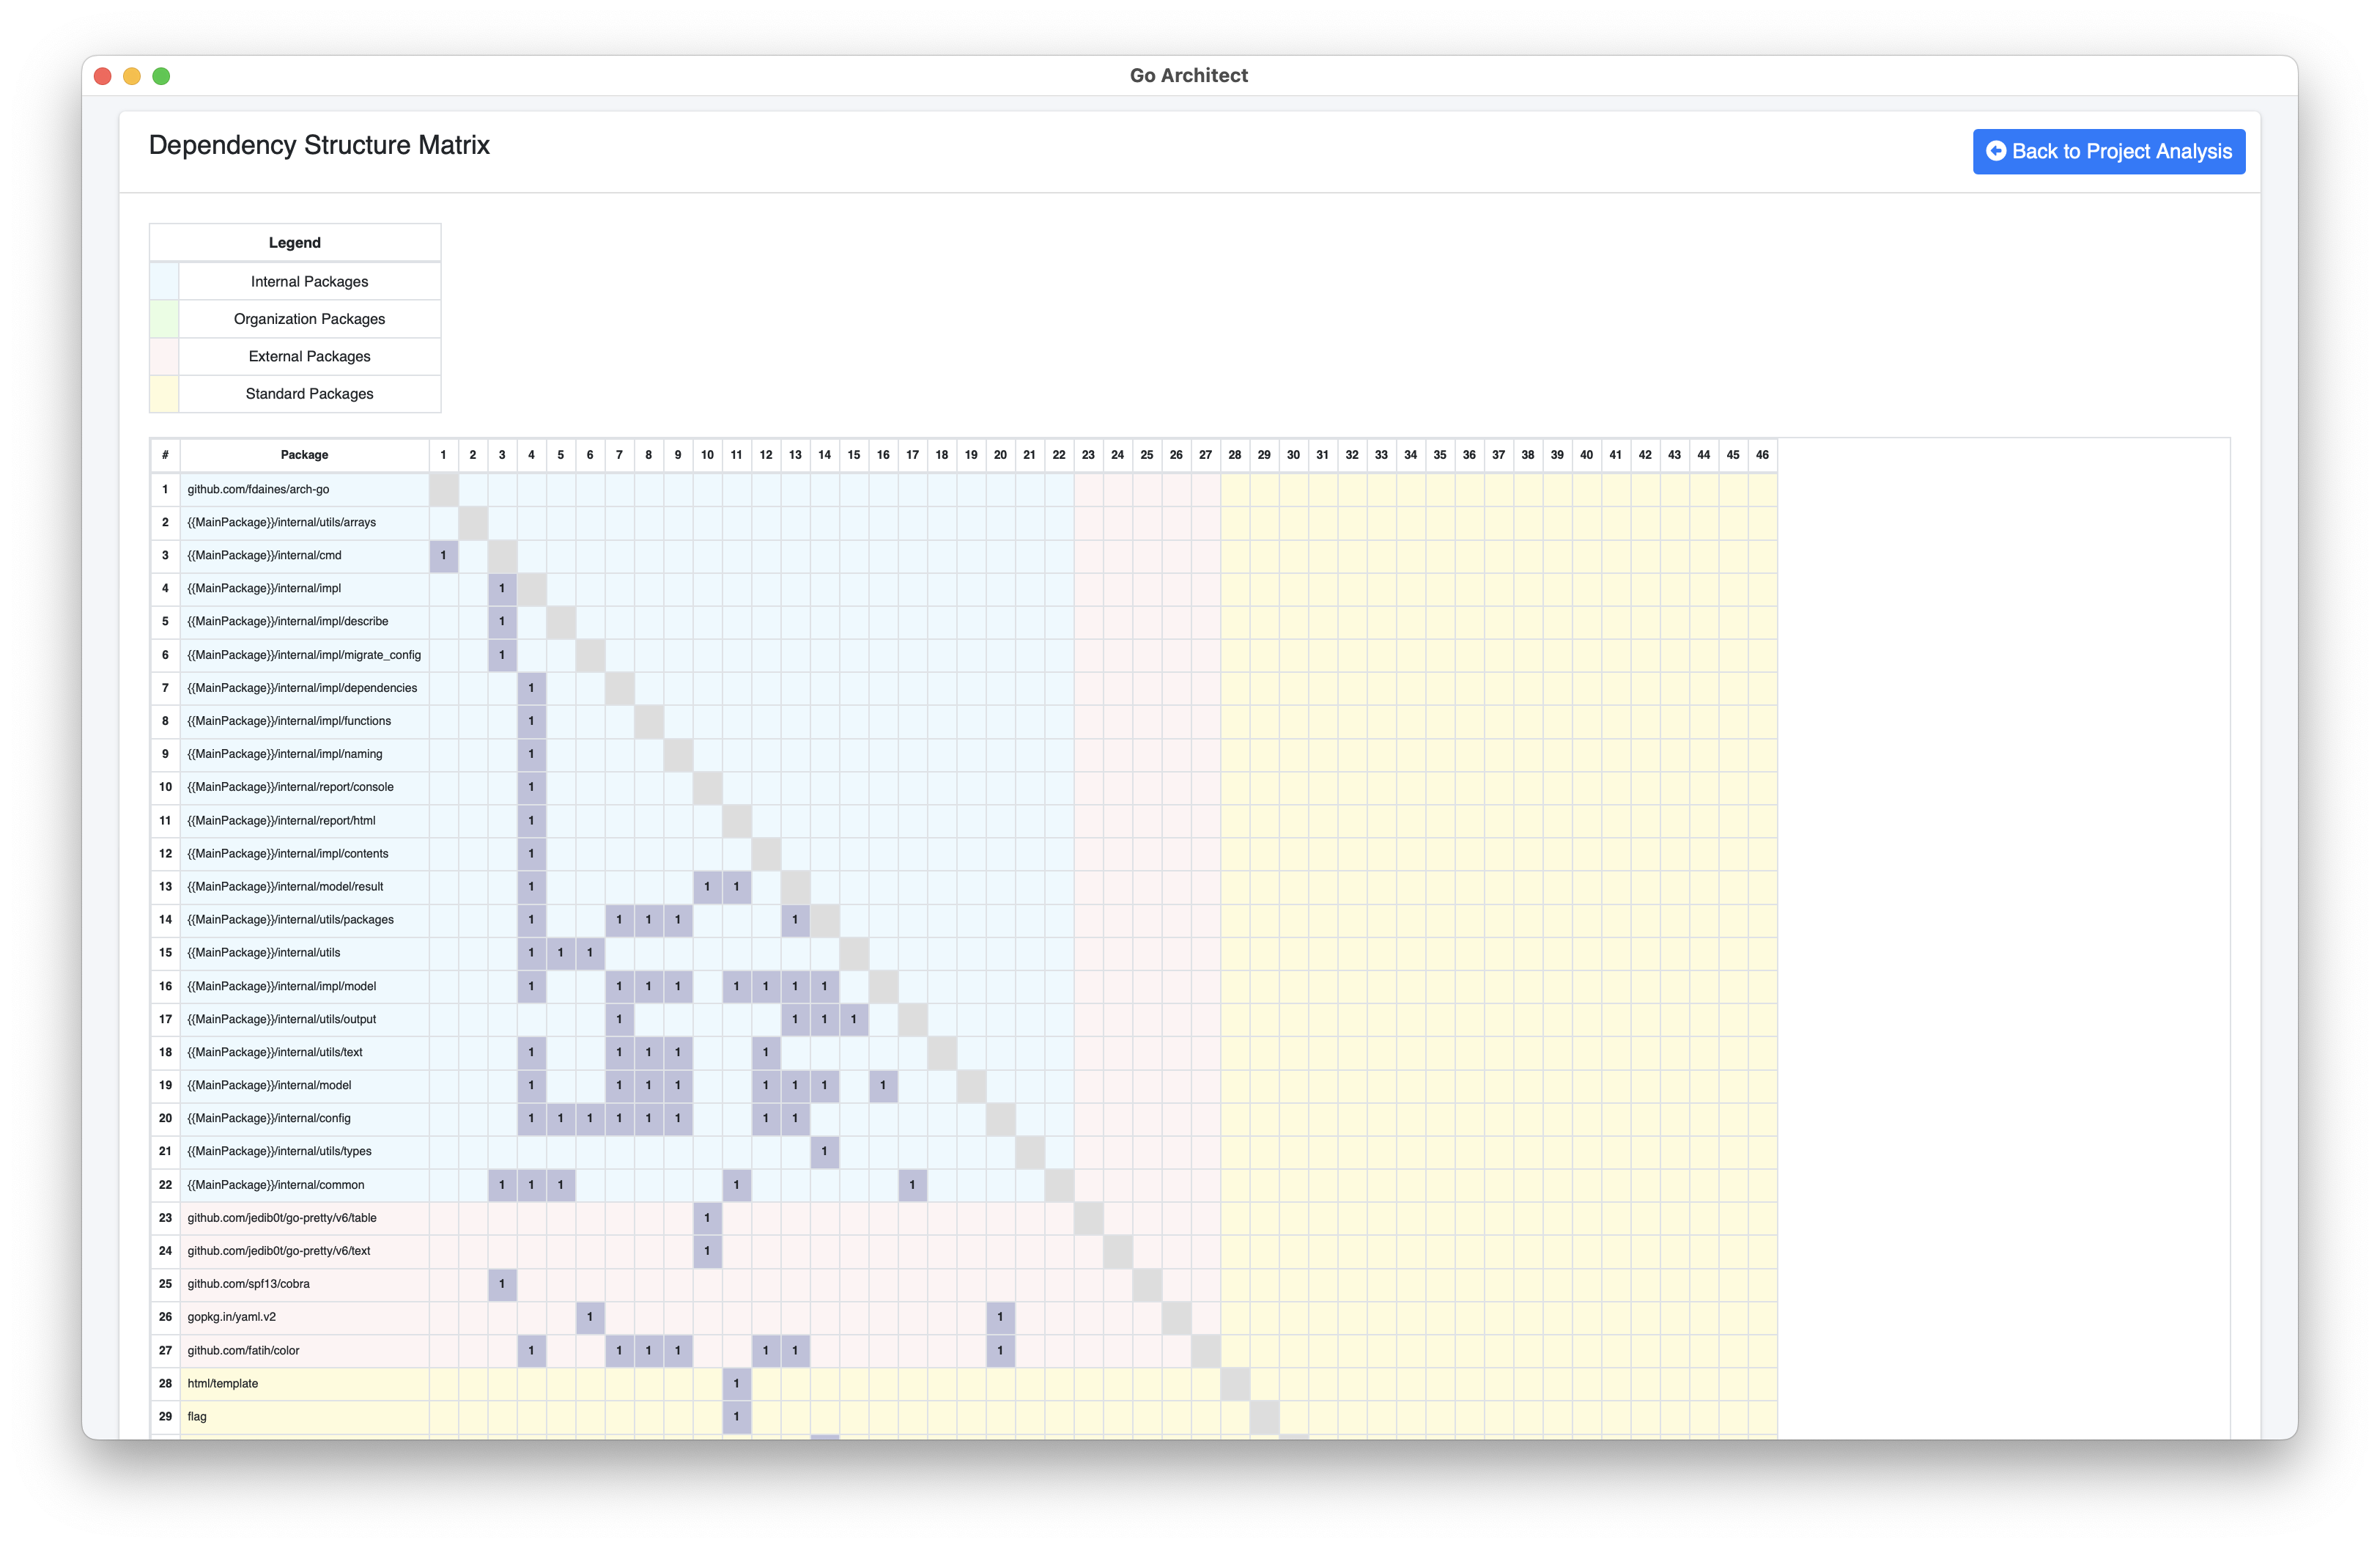 Go Architect
Dependency Structure Matrix
Back to Project Analysis
Legend
Internal Packages
Organization Packages
External Packages
Standard Packages
# Package 1 2 3 4 5 6 7 8 9 10 11 12 13 14 15 16 17 18 19 20 21 22 23 24 25 26 27 28 29 30 31 32 33 34 35 36 37 38 39 40 41 42 43 44 45 46
1 github.com/fdaines/arch-go
2 {{MainPackage}}/internal/utils/arrays
3 {{MainPackage}}/internal/cmd 1
4 {{MainPackage}}/internal/impl 1
5 {{MainPackage}}/internal/impl/describe 1
6 {{MainPackage}}/internal/impl/migrate_config 1
7 {{MainPackage}}/internal/impl/dependencies 1
8 {{MainPackage}}/internal/impl/functions 1
9 {{MainPackage}}/internal/impl/naming 1
10 {{MainPackage}}/internal/report/console 1
11 {{MainPackage}}/internal/report/html 1
12 {{MainPackage}}/internal/impl/contents 1
13 {{MainPackage}}/internal/model/result 1 1 1
14 {{MainPackage}}/internal/utils/packages 1 1 1 1 1
15 {{MainPackage}}/internal/utils 1 1 1
16 {{MainPackage}}/internal/impl/model 1 1 1 1 1 1 1 1
17 {{MainPackage}}/internal/utils/output 1 1 1 1
18 {{MainPackage}}/internal/utils/text 1 1 1 1 1
19 {{MainPackage}}/internal/model 1 1 1 1 1 1 1 1
20 {{MainPackage}}/internal/config 1 1 1 1 1 1 1 1
21 {{MainPackage}}/internal/utils/types 1
22 {{MainPackage}}/internal/common 1 1 1 1 1
23 github.com/jedib0t/go-pretty/v6/table 1
24 github.com/jedib0t/go-pretty/v6/text 1
25 github.com/spf13/cobra 1
26 gopkg.in/yaml.v2 1 1
27 github.com/fatih/color 1 1 1 1 1 1 1
28 html/template 1
29 flag 1